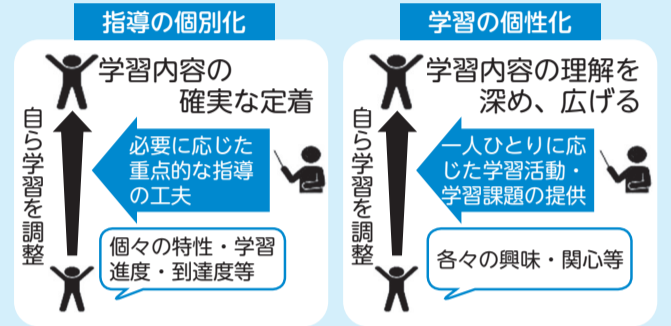 指導の個別化
学習内容の
確実な定着
自ら学習を調整
必要に応じた
重点的な指導
の工夫
個々の特性・学習
進度・到達度等
学習の個性化
学習内容の理解を
深め、広げる
自ら学習を調整
一人ひとりに応
じた学習活動・
学習課題の提供
各々の興味・関心等